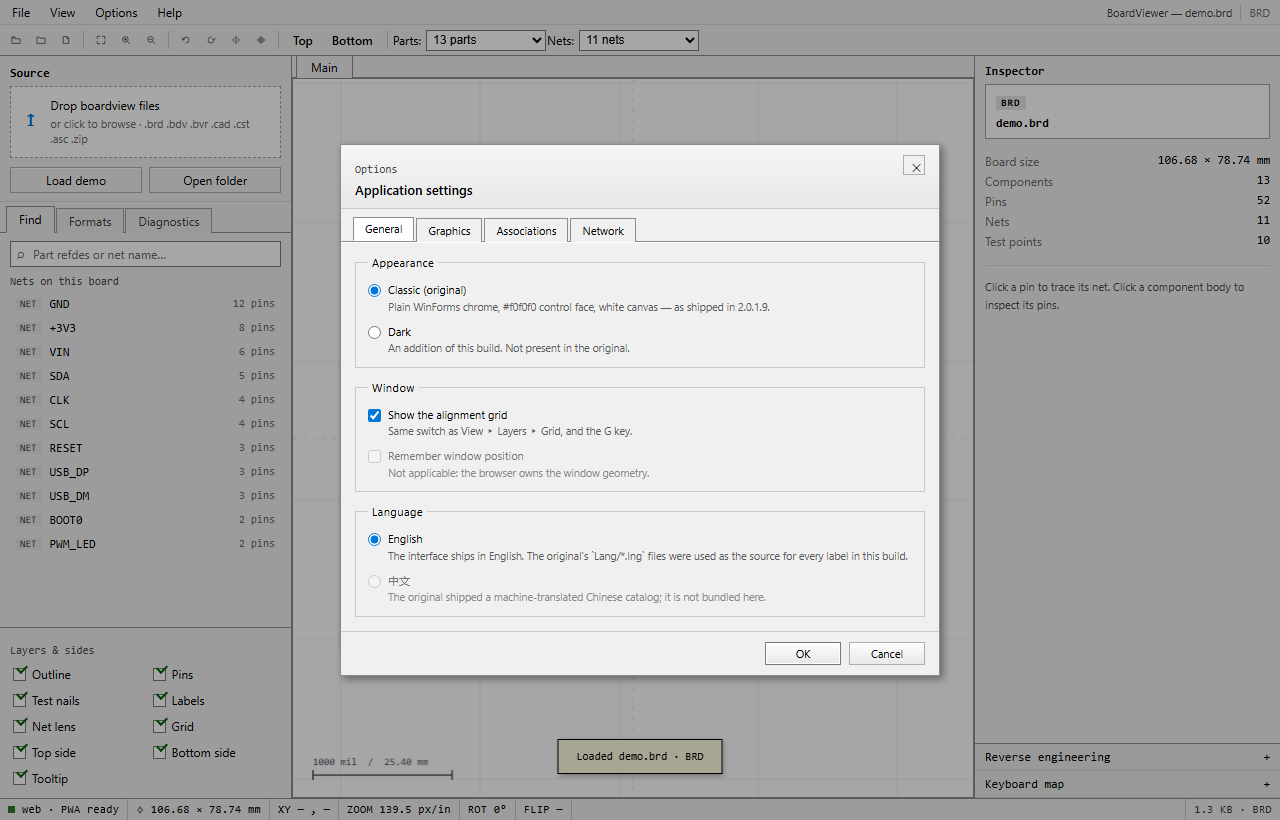 File View Options Help
BoardViewer — demo.brd BRD
Top Bottom Parts: 13 parts Nets: 11 nets
Source
Drop boardview files
or click to browse · .brd .bdv .bvr .cad .cst
.asc .zip
Load demo Open folder
Find Formats Diagnostics
Part refdes or net name...
Nets on this board
NET GND 12 pins
NET +3V3 8 pins
NET VIN 6 pins
NET SDA 5 pins
NET CLK 4 pins
NET SCL 4 pins
NET RESET 3 pins
NET USB_DP 3 pins
NET USB_DM 3 pins
NET BOOT0 2 pins
NET PWM_LED 2 pins
Layers & sides
Outline Pins
Test nails Labels
Net lens Grid
Top side Bottom side
Tooltip
Main
Options
Application settings
General Graphics Associations Network
Appearance
Classic (original)
Plain WinForms chrome, #f0f0f0 control face, white canvas — as shipped in 2.0.1.9.
Dark
An addition of this build. Not present in the original.
Window
Show the alignment grid
Same switch as View ‣ Layers ‣ Grid, and the G key.
Remember window position
Not applicable: the browser owns the window geometry.
Language
English
The interface ships in English. The original's `Lang/*.lng` files were used as the source for every label in this build.
中文
The original shipped a machine-translated Chinese catalog; it is not bundled here.
OK Cancel
1000 mil / 25.40 mm
Loaded demo.brd · BRD
Inspector
BRD
demo.brd
Board size 106.68 × 78.74 mm
Components 13
Pins 52
Nets 11
Test points 10
Click a pin to trace its net. Click a component body to
inspect its pins.
Reverse engineering +
Keyboard map +
web · PWA ready 106.68 × 78.74 mm XY — , — ZOOM 139.5 px/in ROT 0° FLIP — 1.3 KB · BRD